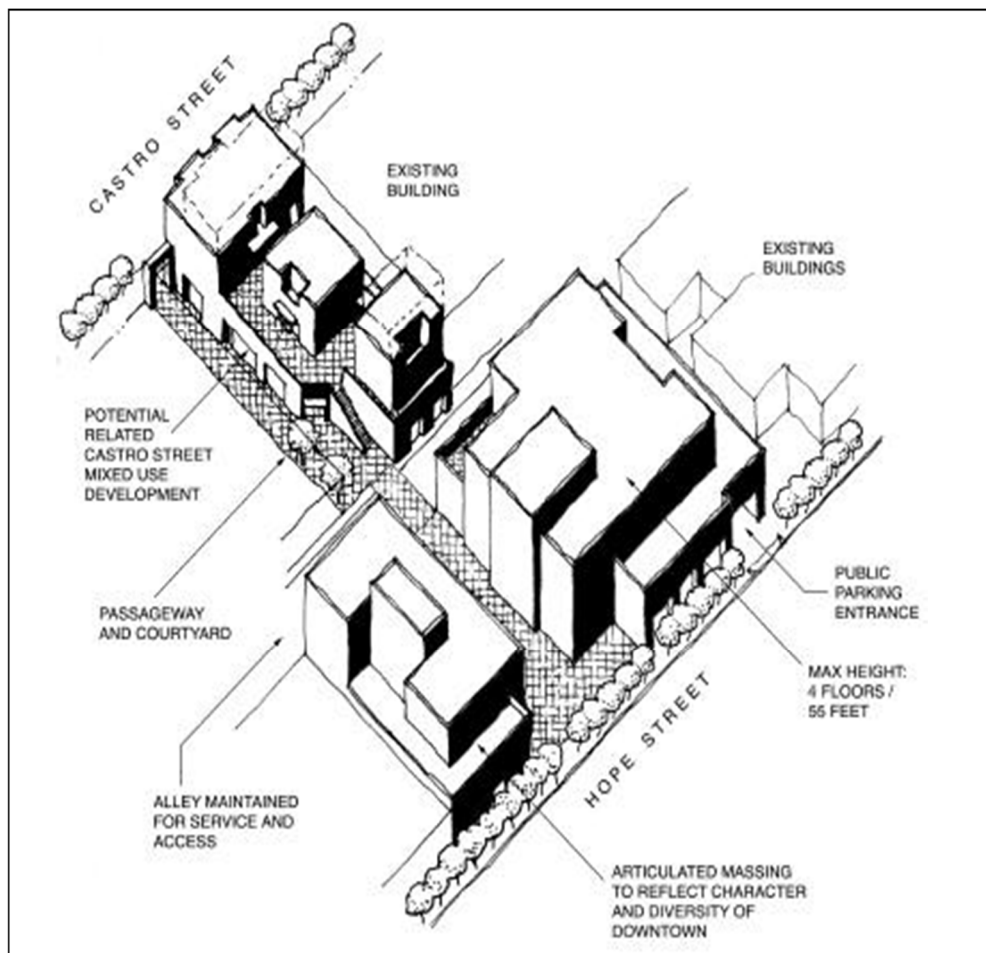 CASTRO STREET
EXISTING
BUILDING
EXISTING
BUILDINGS
POTENTIAL
RELATED
CASTRO STREET
MIXED USE
DEVELOPMENT
PASSAGEWAY
AND COURTYARD
PUBLIC
PARKING
ENTRANCE
MAX HEIGHT:
4 FLOORS /
55 FEET
HOPE STREET
ALLEY MAINTAINED
FOR SERVICE AND
ACCESS
ARTICULATED MASSING
TO REFLECT CHARACTER
AND DIVERSITY OF
DOWNTOWN